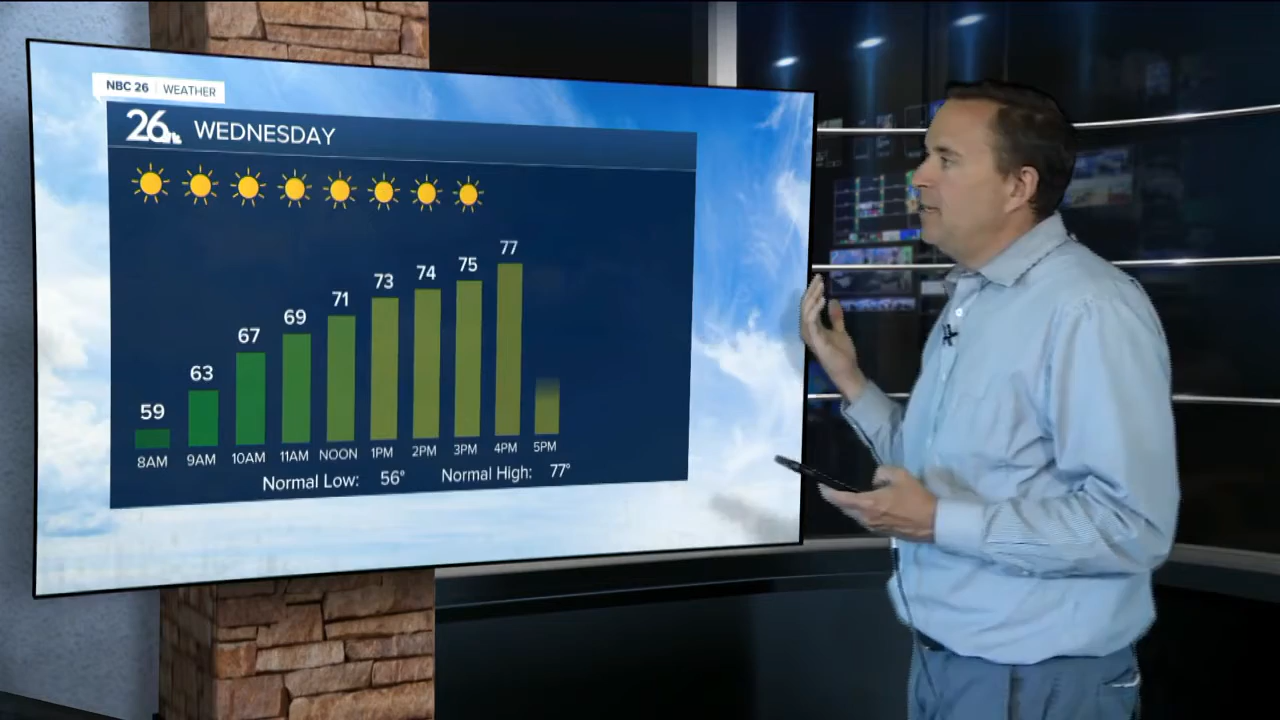 NBC 26 | WEATHER
26 WEDNESDAY
59 63 67 69 71 73 74 75 77
8AM 9AM 10AM 11AM NOON 1PM 2PM 3PM 4PM 5PM
Normal Low: 56° Normal High: 77°